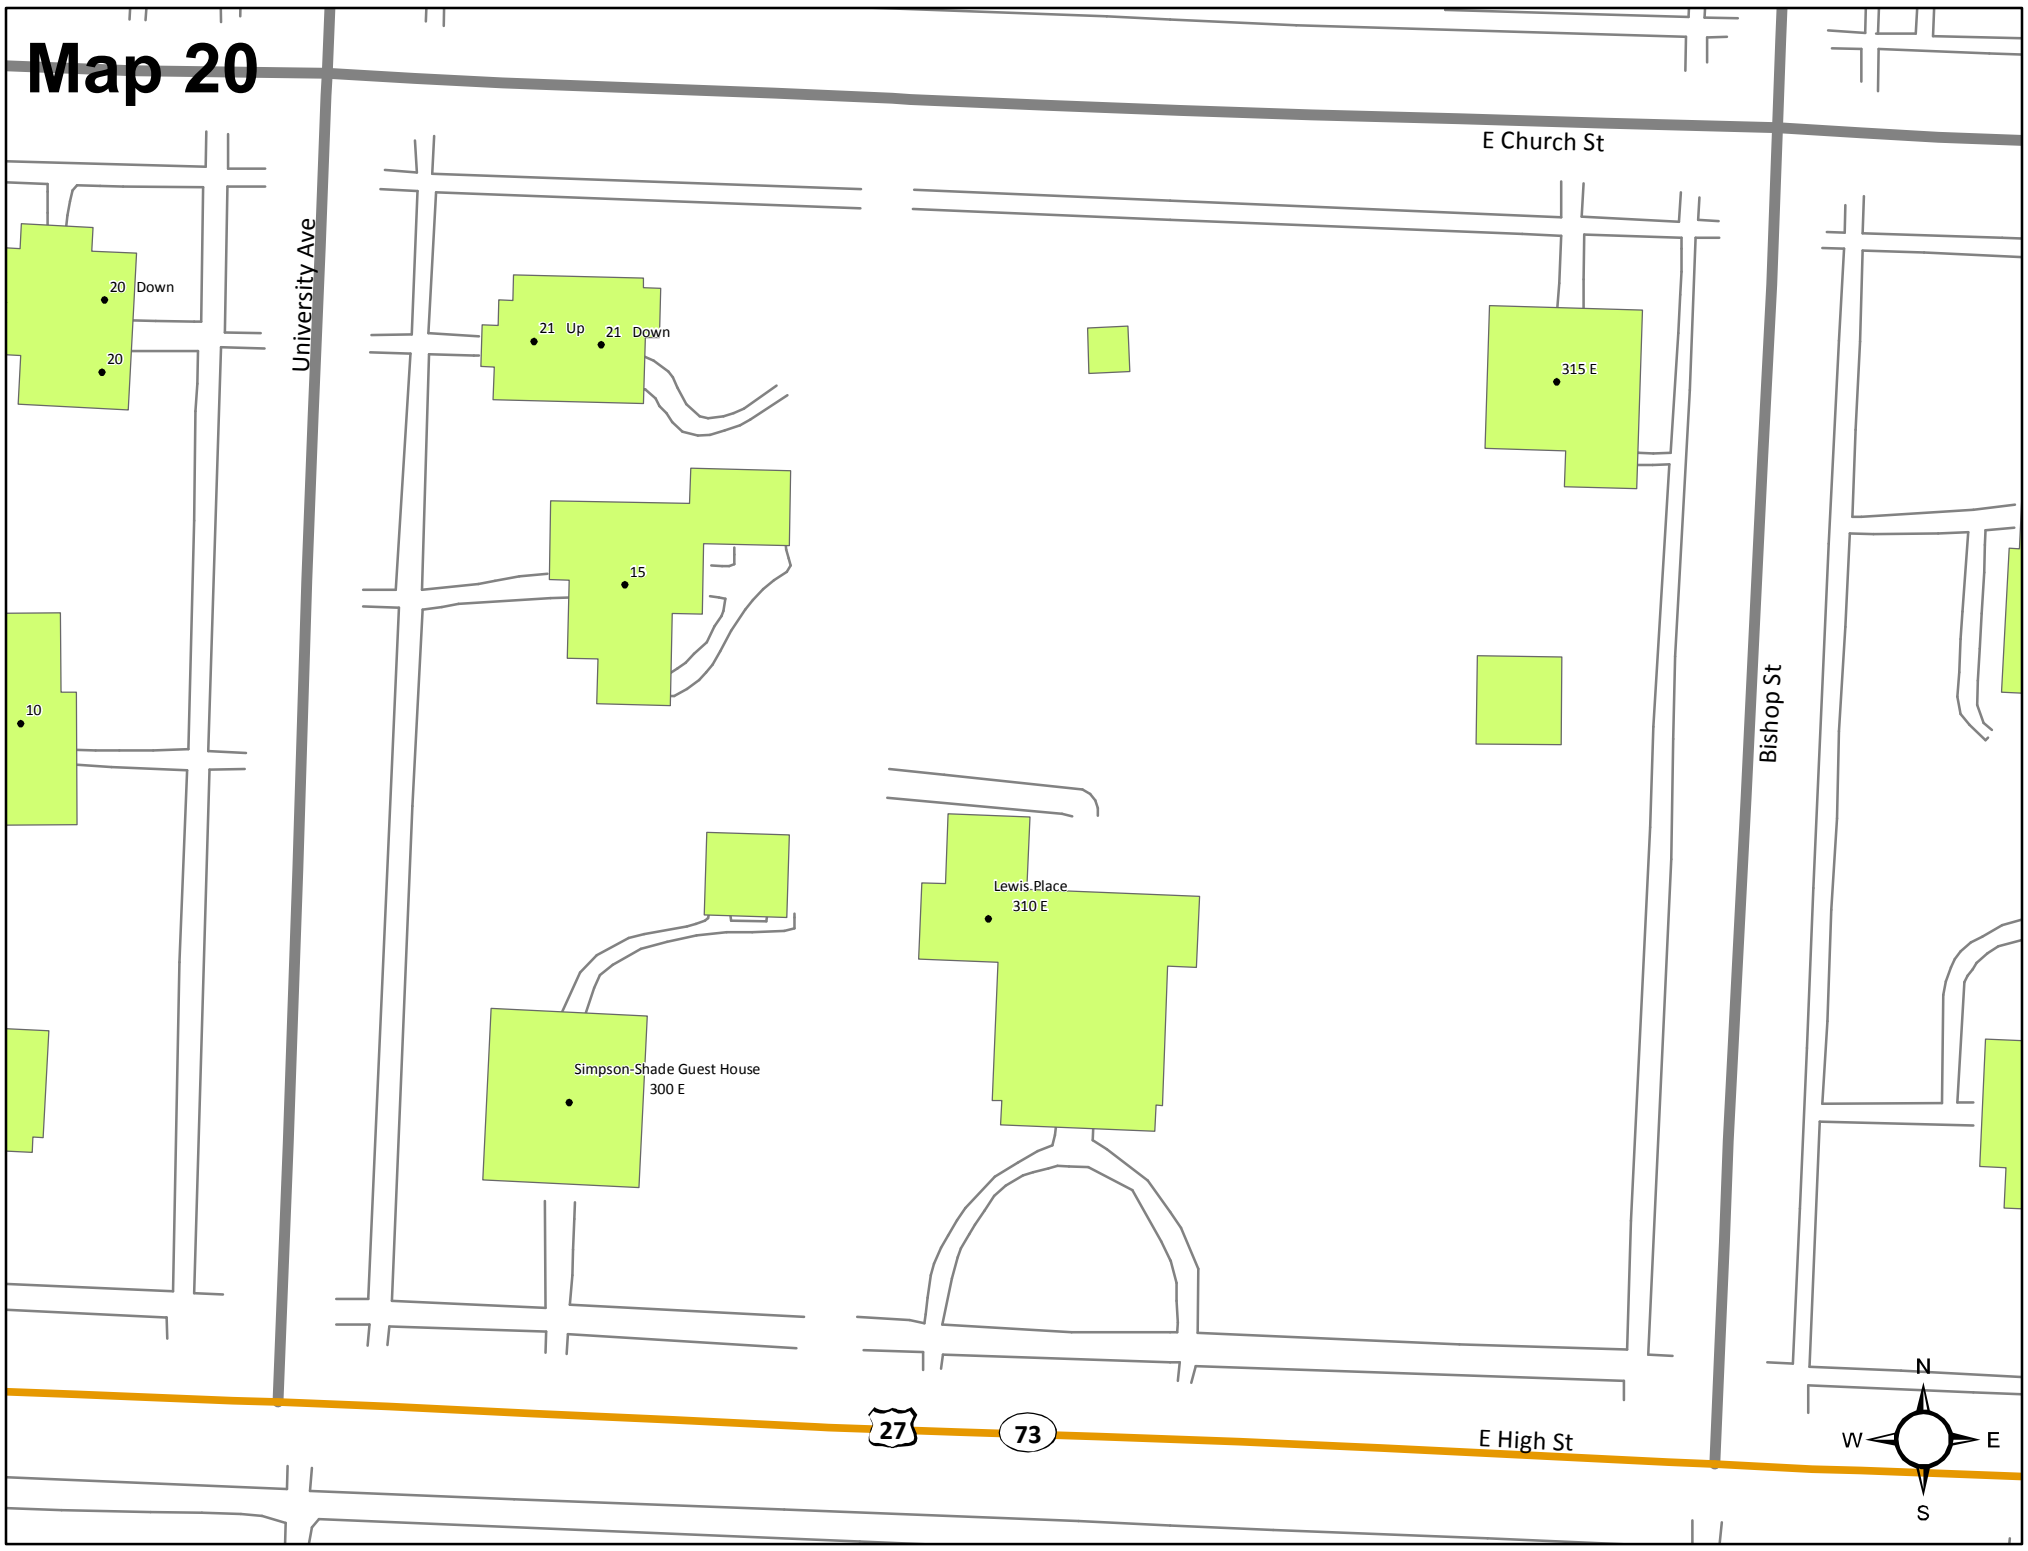 Map 20
E Church St
University Ave
20 Down
21 Up
21 Down
20
315 E
15
10
Bishop St
Lewis Place
310 E
Simpson-Shade Guest House
300 E
27
73
E High St
N
W
E
S